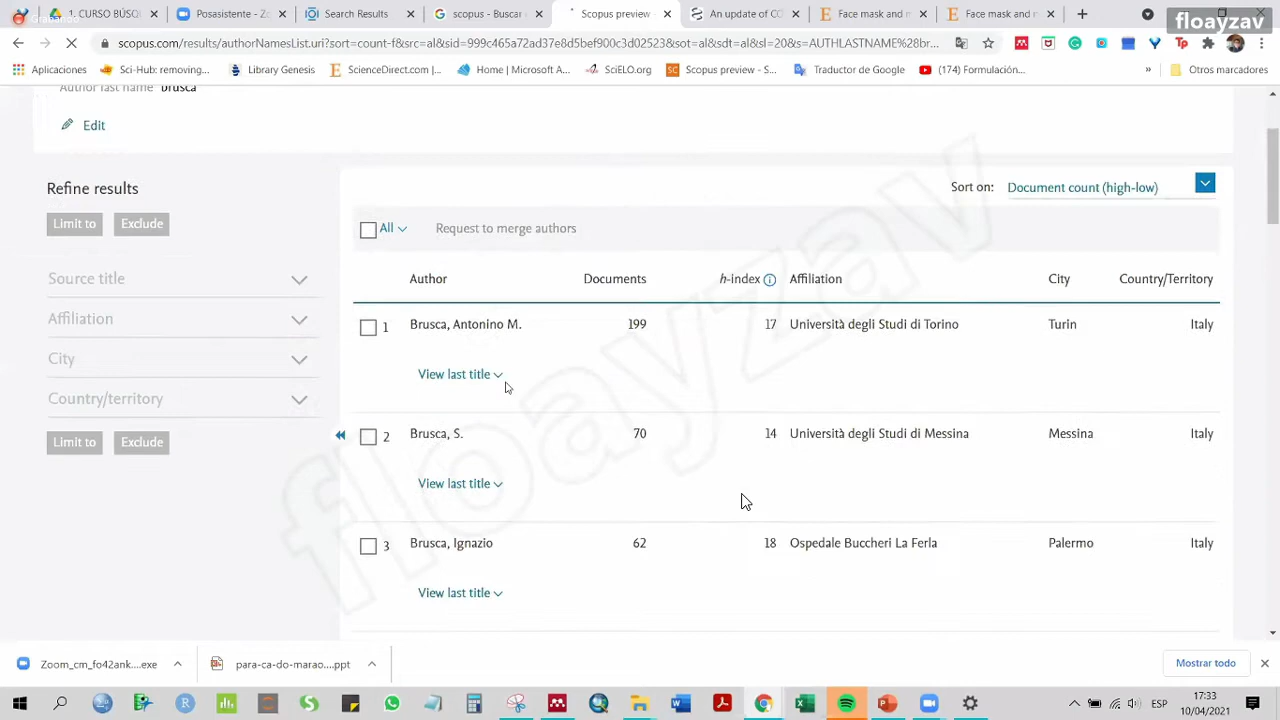 Grabando
1. CURSO BÚSQ
Posasistente - Zo
Search Results
scopus - Buscar
Scopus preview -
An update of CO
Face mask and m
Face mask and m
floayzav
scopus.com/results/authorNamesList.uri?
=count-f&src=al&sid=
&sot=al&sdt=al&sl=20&s=AUTHLASTNAME%2br...
Aplicaciones
Sci-Hub: removing...
Library Genesis
ScienceDirect.com |...
Home | Microsoft A...
SciELO.org
Scopus preview - S...
Traductor de Google
(174) Formulación...
»
Otros marcadores
Author last name brusca
Edit
Refine results
Sort on: Document count (high-low)
Limit to Exclude
All
Request to merge authors
Source title
Author Documents h-index Affiliation City Country/Territory
Affiliation
1 Brusca, Antonino M. 199 17 Università degli Studi di Torino Turin Italy
City
View last title
Country/territory
Limit to Exclude
2 Brusca, S. 70 14 Università degli Studi di Messina Messina Italy
View last title
3 Brusca, Ignazio 62 18 Ospedale Buccheri La Ferla Palermo Italy
View last title
floayzav
Zoom_cm_fo42ank....exe
para-ca-do-marao....ppt
Mostrar todo
ESP
17:33
10/04/2021